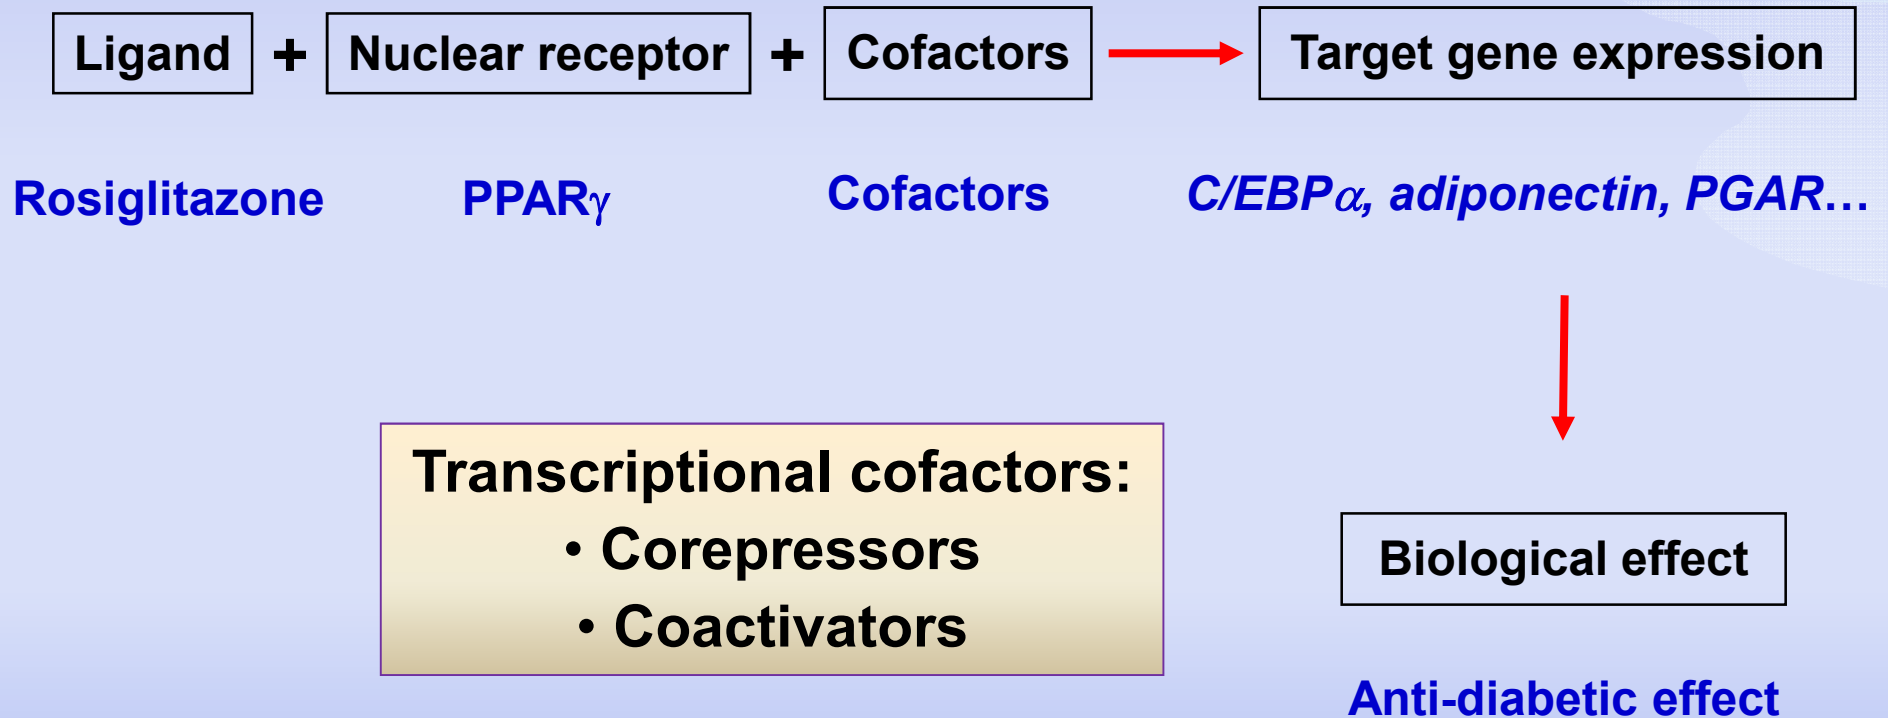 Ligand + Nuclear receptor + Cofactors Target gene expression
Rosiglitazone PPARγ Cofactors C/EBPα, adiponectin, PGAR…
Transcriptional cofactors:
• Corepressors
• Coactivators
Biological effect
Anti-diabetic effect